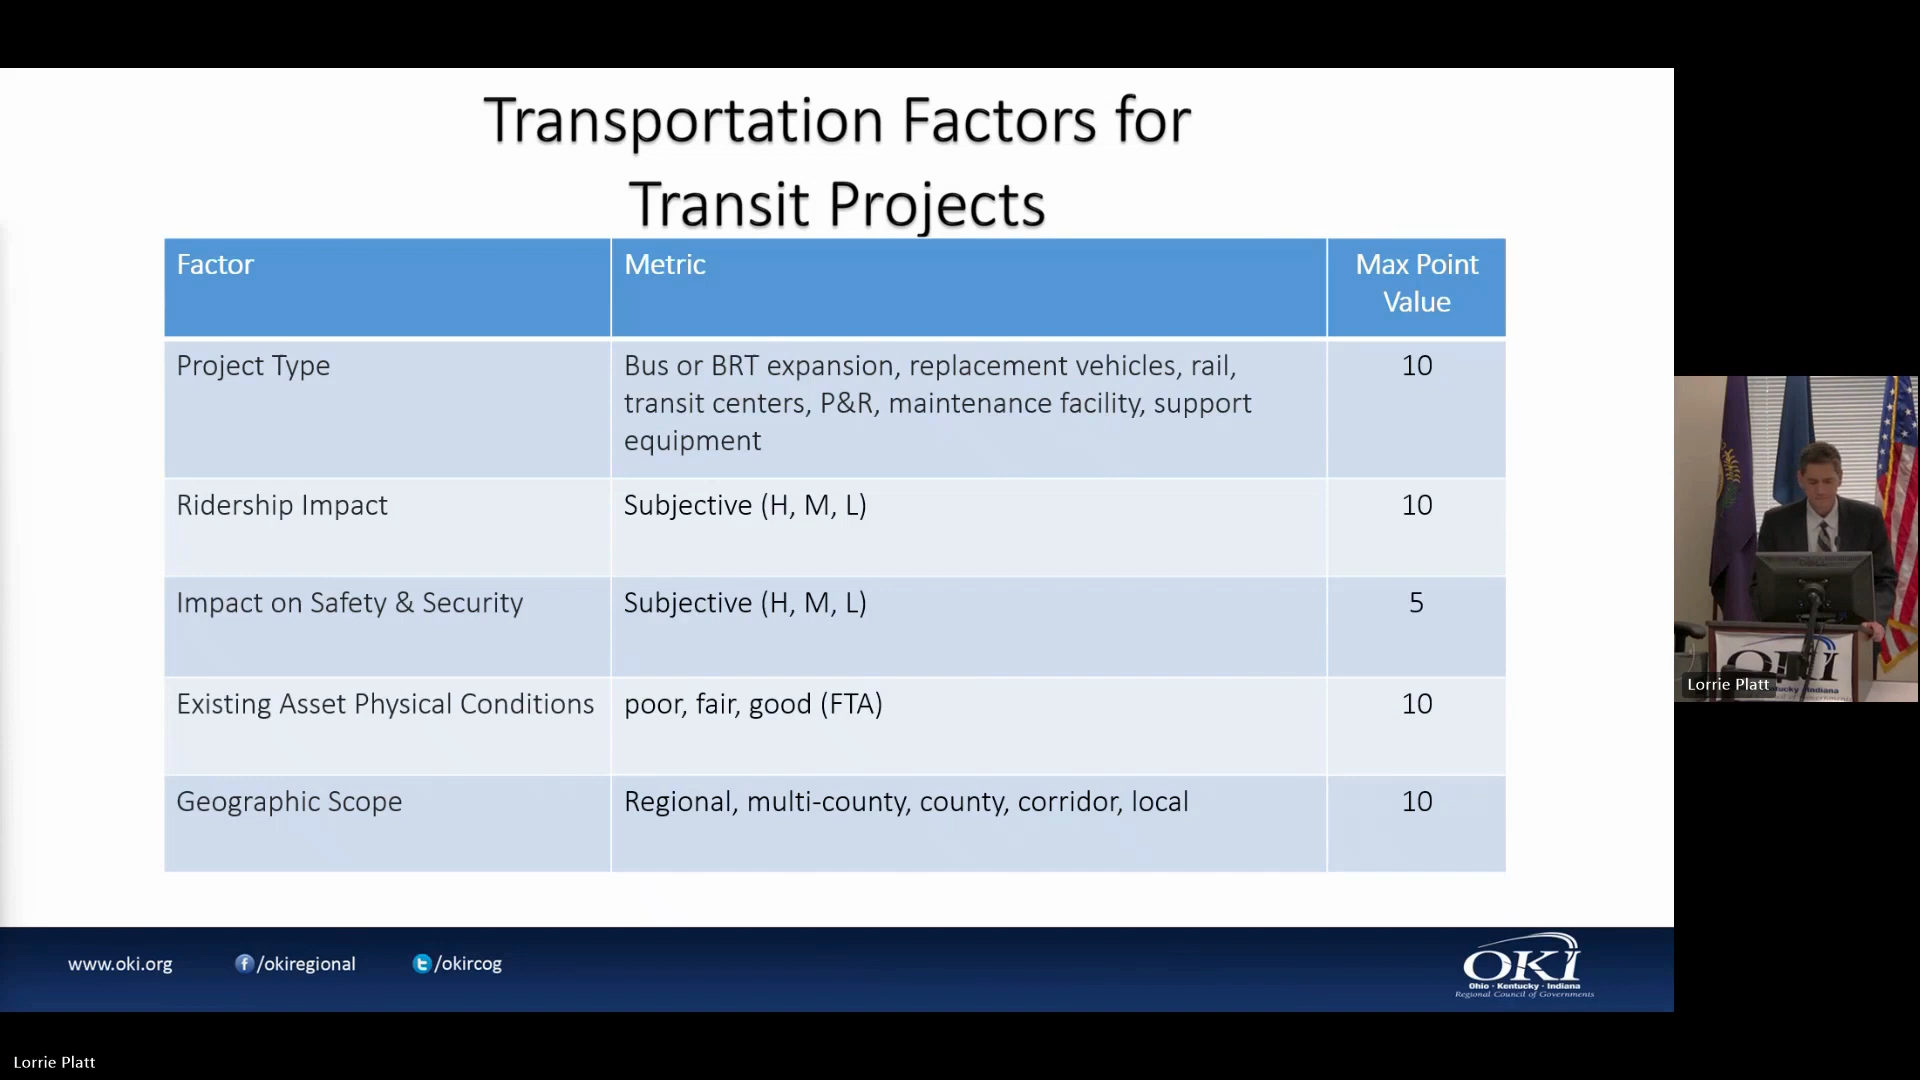 Transportation Factors for
Transit Projects
Factor
Metric
Max Point
Value
Project Type
Bus or BRT expansion, replacement vehicles, rail,
transit centers, P&R, maintenance facility, support
equipment
10
Ridership Impact
Subjective (H, M, L)
10
Impact on Safety & Security
Subjective (H, M, L)
5
Existing Asset Physical Conditions
poor, fair, good (FTA)
10
Geographic Scope
Regional, multi-county, county, corridor, local
10
www.oki.org
f/okiregional
t/okircog
OKI
Ohio · Kentucky · Indiana
Regional Council of Governments
OKI
Lorrie Platt
Lorrie Platt